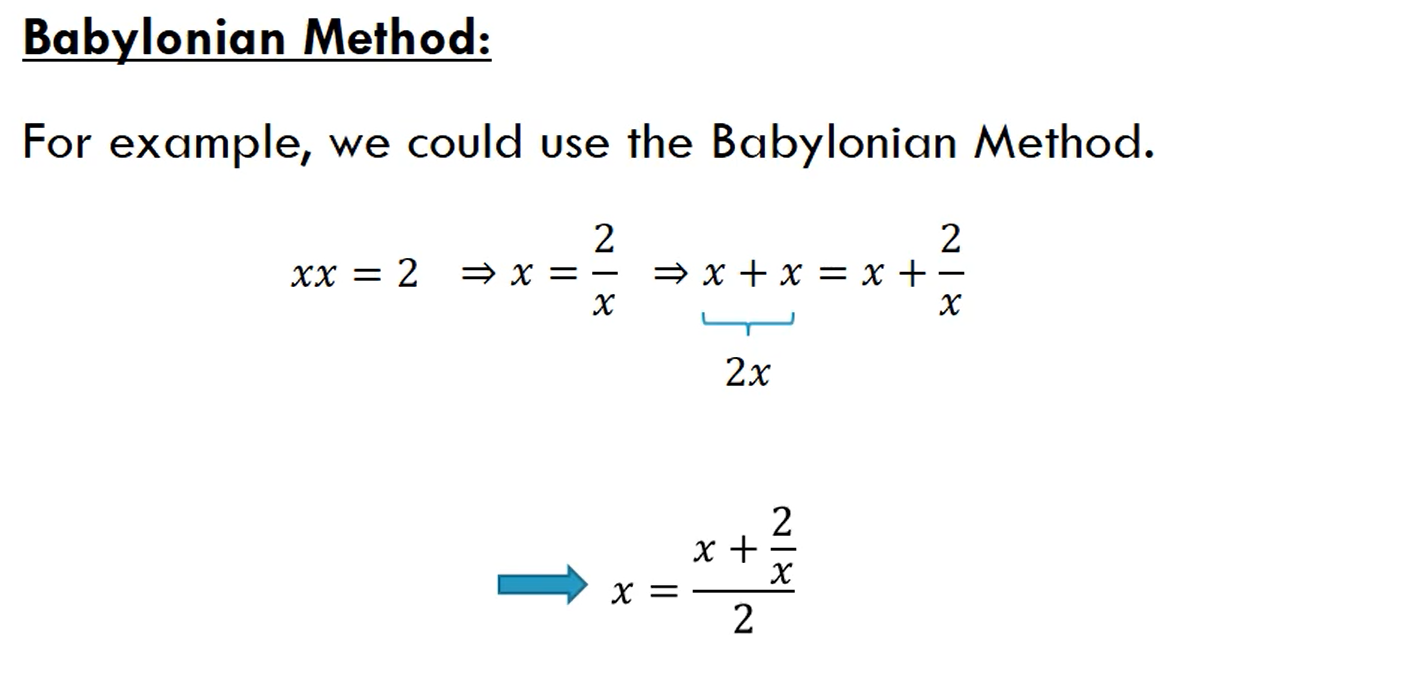 Babylonian Method:
For example, we could use the Babylonian Method.
xx = 2 ⇒ x = 2/x ⇒ x + x = x + 2/x
2x
x = (x + 2/x)/2